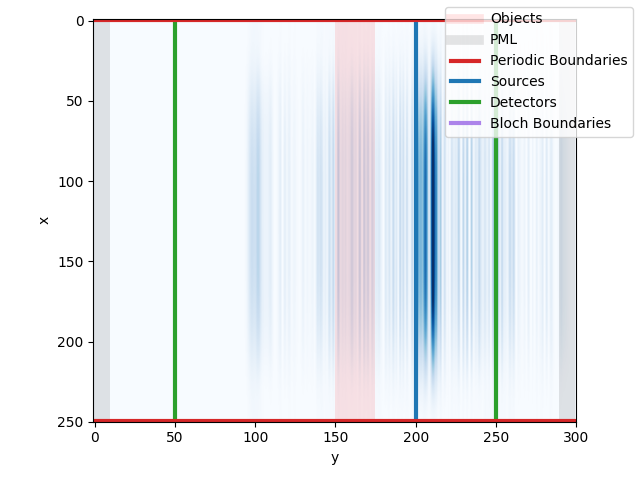 Objects
PML
Periodic Boundaries
Sources
Detectors
Bloch Boundaries
0
50
100
150
200
250
x
0 50 100 150 200 250 300
y